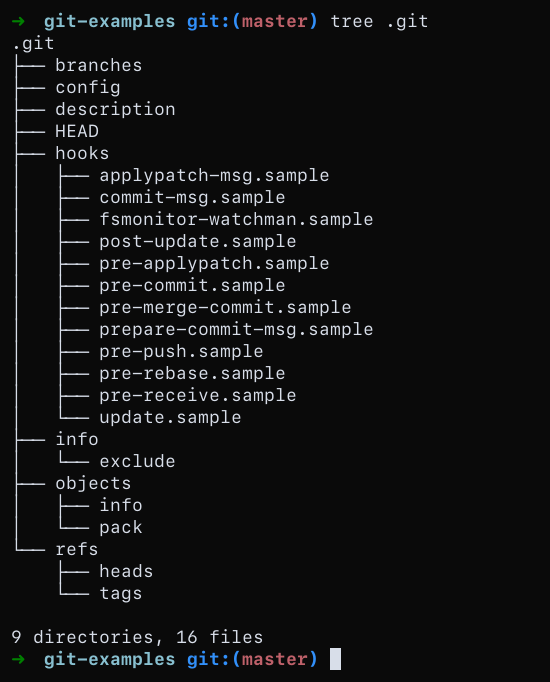 ➜  git-examples git:(master) tree .git
.git
├── branches
├── config
├── description
├── HEAD
├── hooks
│   ├── applypatch-msg.sample
│   ├── commit-msg.sample
│   ├── fsmonitor-watchman.sample
│   ├── post-update.sample
│   ├── pre-applypatch.sample
│   ├── pre-commit.sample
│   ├── pre-merge-commit.sample
│   ├── prepare-commit-msg.sample
│   ├── pre-push.sample
│   ├── pre-rebase.sample
│   ├── pre-receive.sample
│   └── update.sample
├── info
│   └── exclude
├── objects
│   ├── info
│   └── pack
└── refs
    ├── heads
    └── tags

9 directories, 16 files
➜  git-examples git:(master)